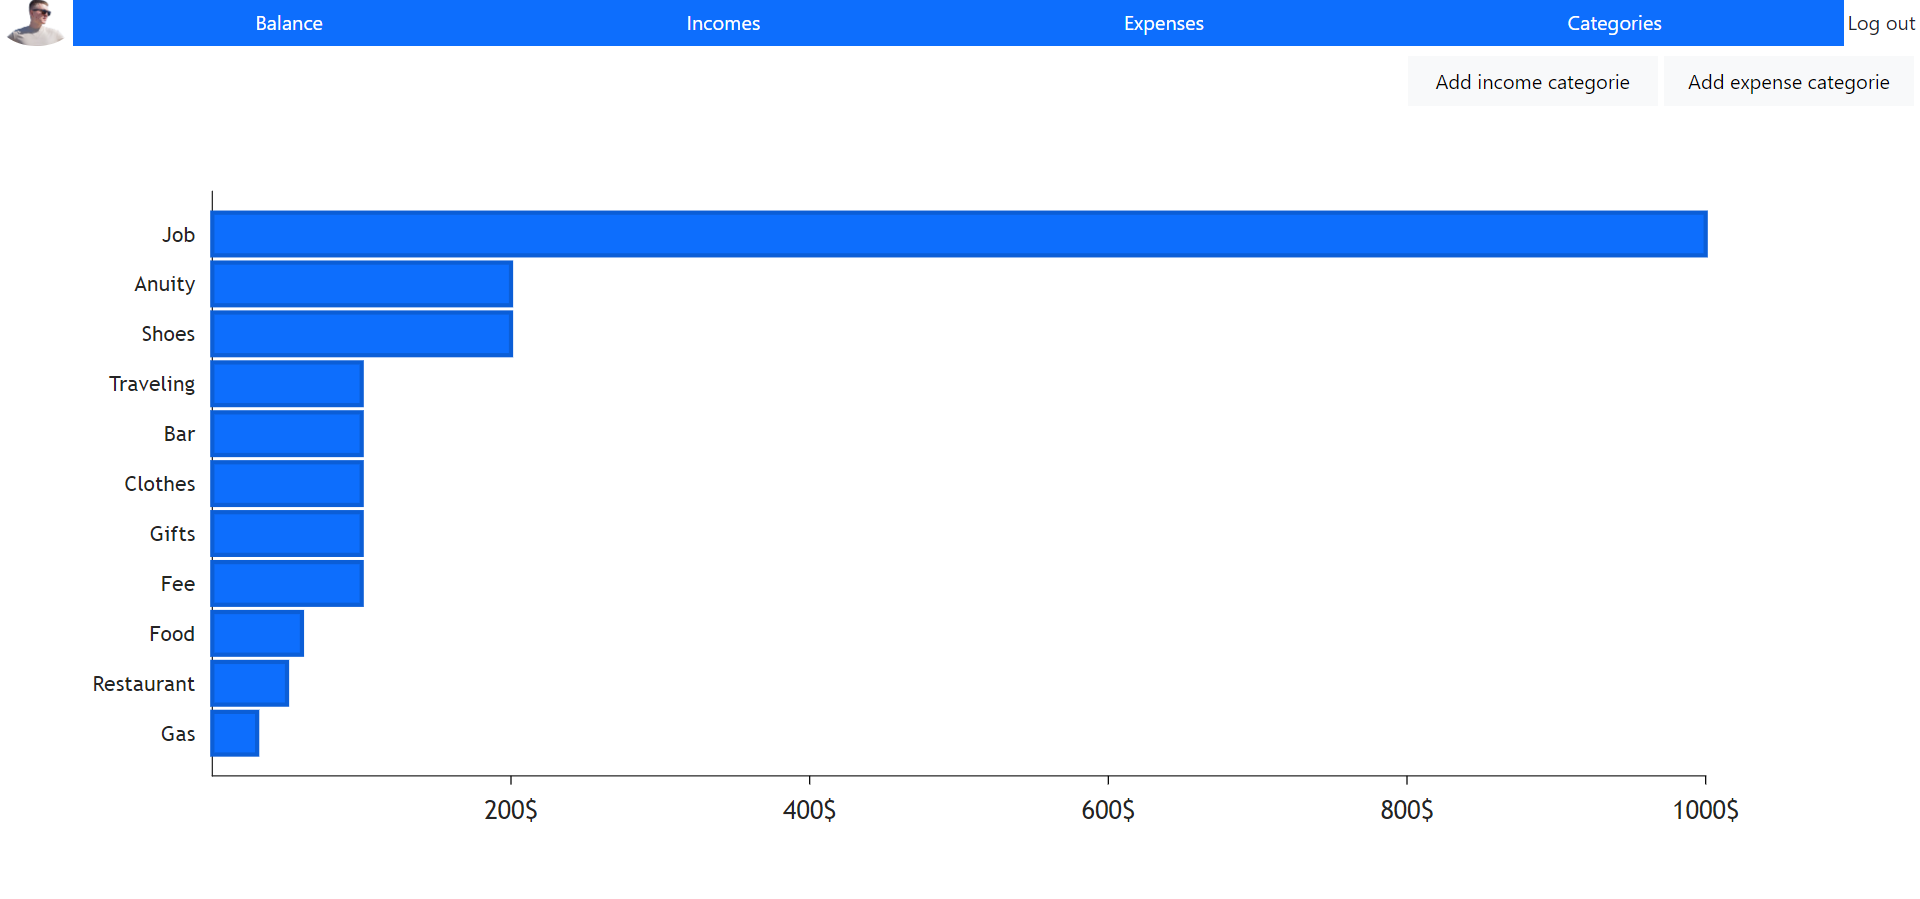 Balance Incomes Expenses Categories Log out
Add income categorie Add expense categorie
Job
Anuity
Shoes
Traveling
Bar
Clothes
Gifts
Fee
Food
Restaurant
Gas
200$ 400$ 600$ 800$ 1000$